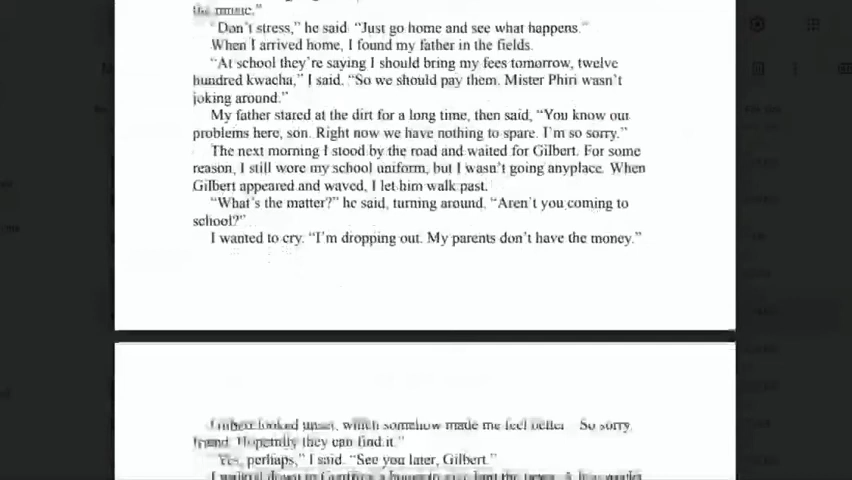 the minute."
"Don't stress," he said. "Just go home and see what happens."
When I arrived home, I found my father in the fields.
"At school they're saying I should bring my fees tomorrow, twelve
hundred kwacha," I said. "So we should pay them. Mister Phiri wasn't
joking around."
My father stared at the dirt for a long time, then said, "You know our
problems here, son. Right now we have nothing to spare. I'm so sorry."
The next morning I stood by the road and waited for Gilbert. For some
reason, I still wore my school uniform, but I wasn't going anyplace. When
Gilbert appeared and waved, I let him walk past.
"What's the matter?" he said, turning around. "Aren't you coming to
school?"
I wanted to cry. "I'm dropping out. My parents don't have the money."
Gilbert looked upset, which somehow made me feel better. "So sorry,
friend. Hopefully they can find it."
"Yes, perhaps," I said. "See you later, Gilbert."
I walked down to